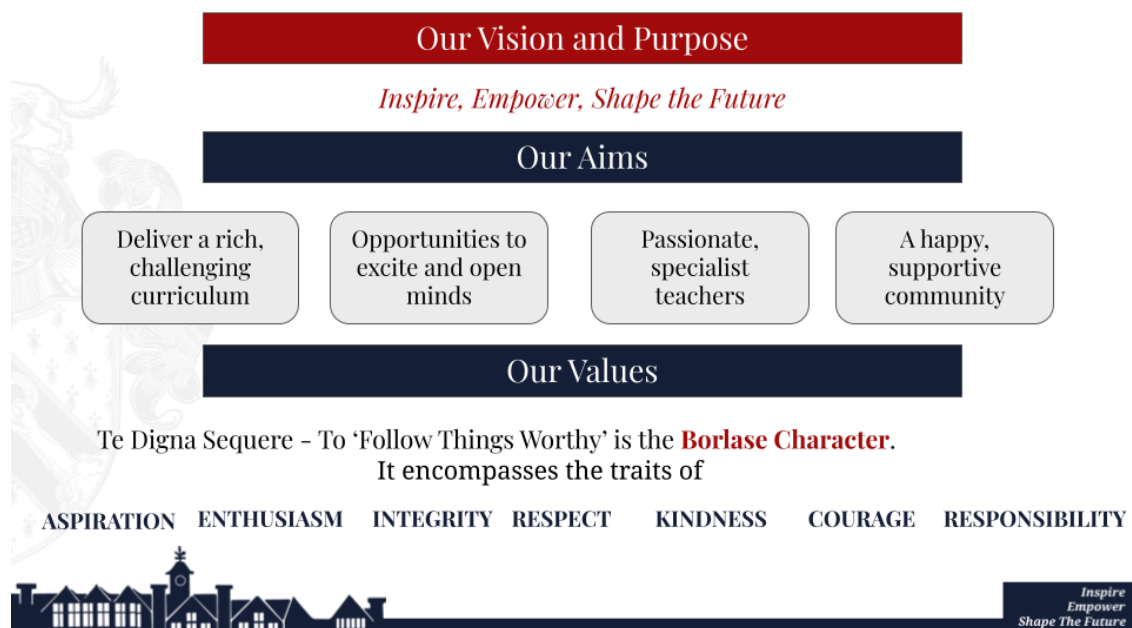 Our Vision and Purpose
Inspire, Empower, Shape the Future
Our Aims
Deliver a rich,
challenging
curriculum
Opportunities to
excite and open
minds
Passionate,
specialist
teachers
A happy,
supportive
community
Our Values
Te Digna Sequere - To ‘Follow Things Worthy’ is the Borlase Character.
It encompasses the traits of
ASPIRATION ENTHUSIASM INTEGRITY RESPECT KINDNESS COURAGE RESPONSIBILITY
Inspire
Empower
Shape The Future